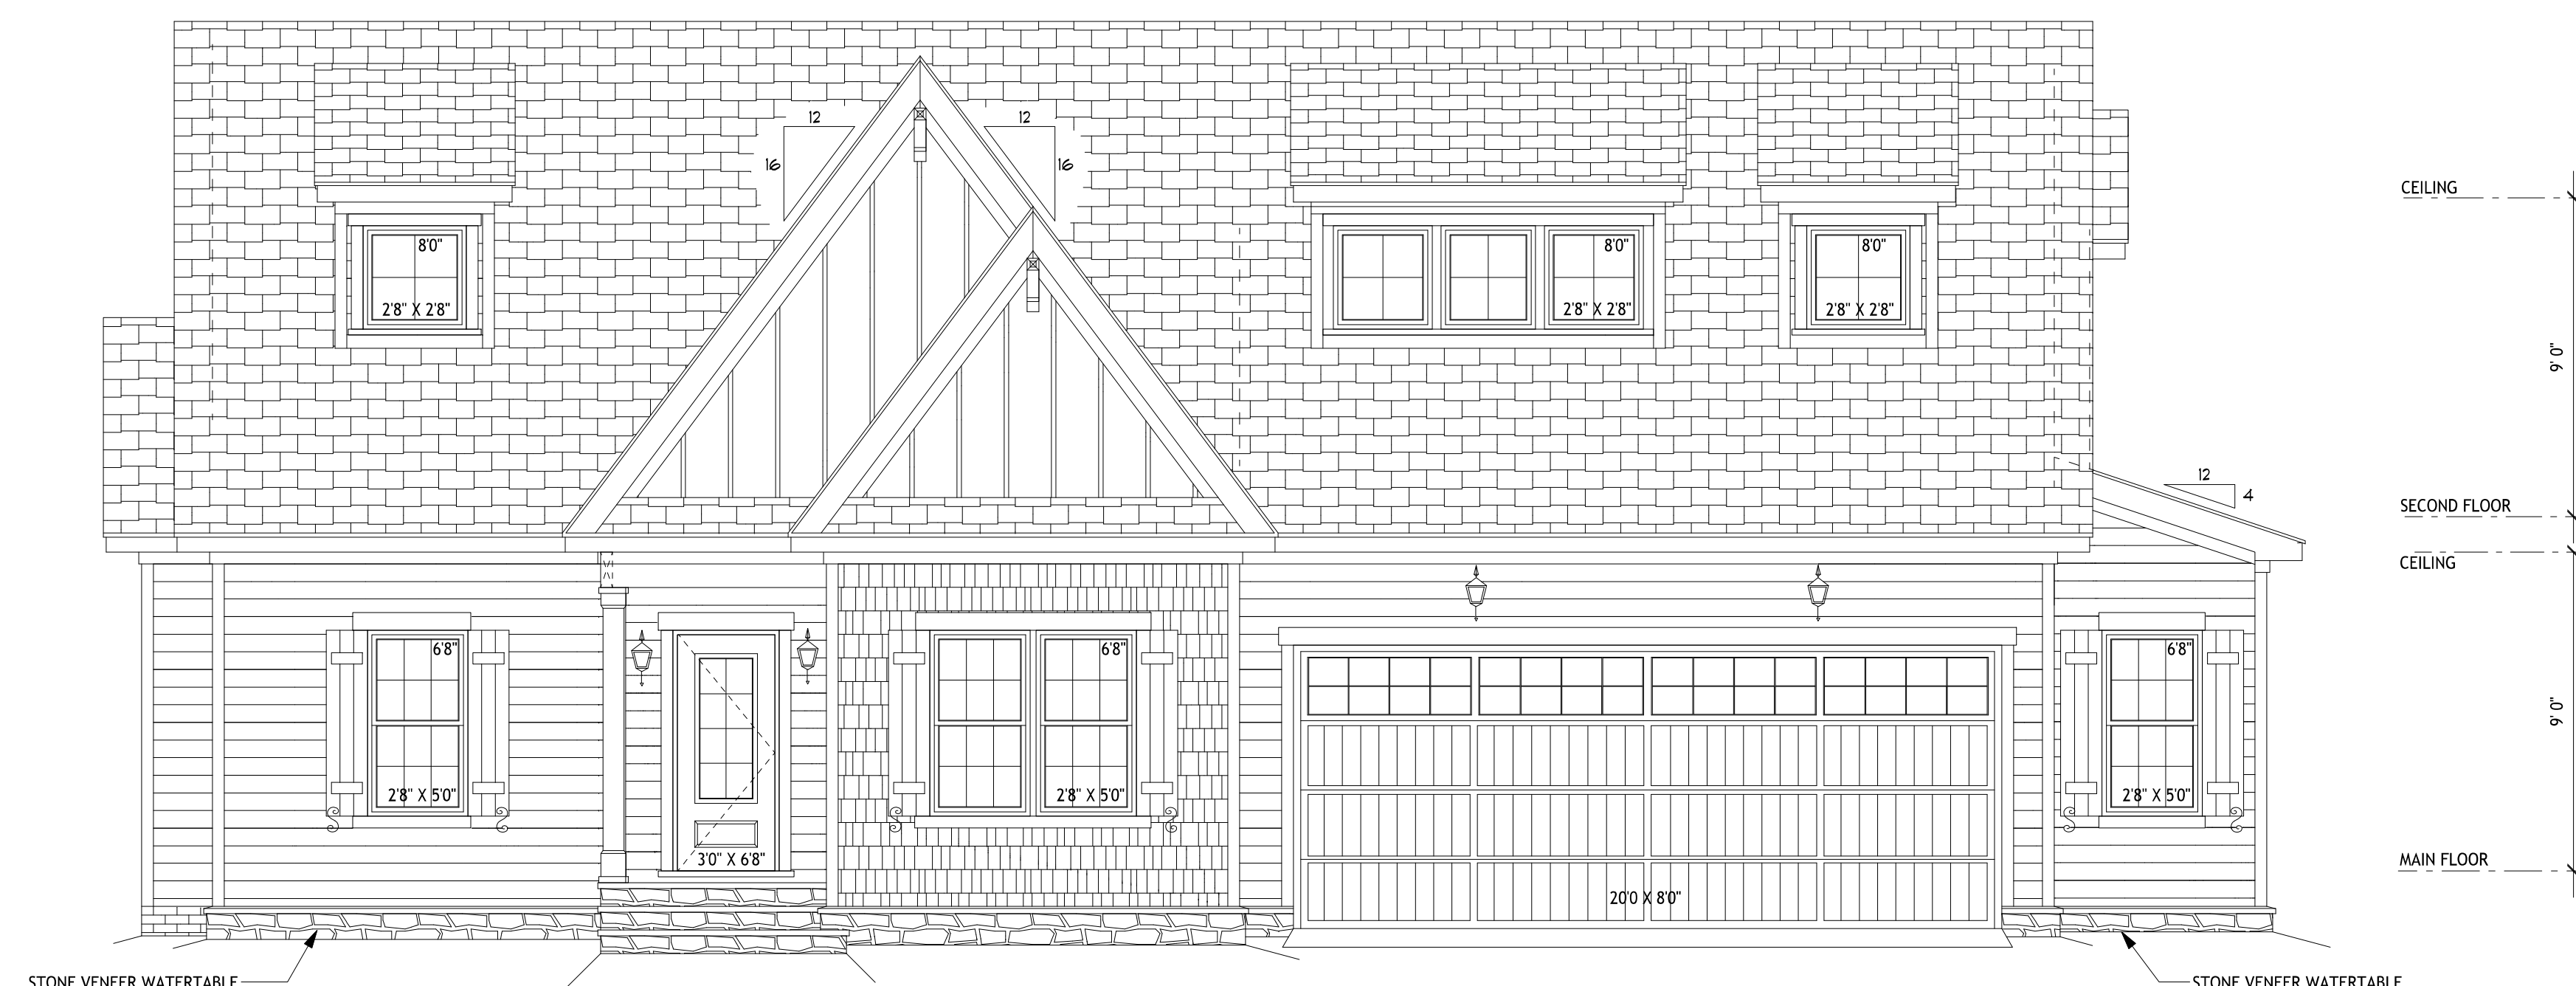 12
12
16
16
CEILING
8'0"
8'0"
8'0"
2'8" X 2'8"
2'8" X 2'8"
2'8" X 2'8"
9' 0"
12
4
SECOND FLOOR
CEILING
6'8"
6'8"
6'8"
9' 0"
2'8" X 5'0"
2'8" X 5'0"
2'8" X 5'0"
3'0" X 6'8"
MAIN FLOOR
20'0 X 8'0"
STONE VENEER WATERTABLE
STONE VENEER WATERTABLE